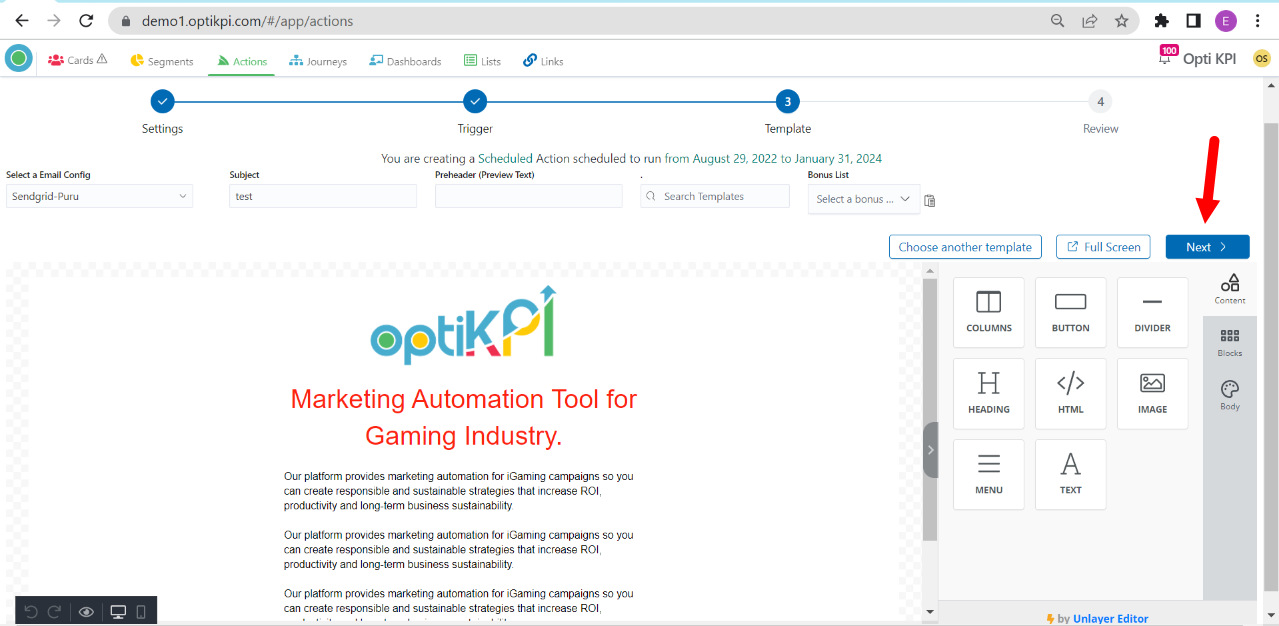 demo1.optikpi.com/#/app/actions
E
Cards
Segments
Actions
Journeys
Dashboards
Lists
Links
100
Opti KPI
OS
3
4
Settings
Trigger
Template
Review
You are creating a Scheduled Action scheduled to run from August 29, 2022 to January 31, 2024
Select a Email Config
Subject
Preheader (Preview Text)
.
Bonus List
Sendgrid-Puru
test
Search Templates
Select a bonus ...
Choose another template
Full Screen
Next
optiKPI
Marketing Automation Tool for
Gaming Industry.
Our platform provides marketing automation for iGaming campaigns so you
can create responsible and sustainable strategies that increase ROI,
productivity and long-term business sustainability.
Our platform provides marketing automation for iGaming campaigns so you
can create responsible and sustainable strategies that increase ROI,
productivity and long-term business sustainability.
Our platform provides marketing automation for iGaming campaigns so you
can create responsible and sustainable strategies that increase ROI,
COLUMNS
BUTTON
DIVIDER
HEADING
HTML
IMAGE
MENU
TEXT
Content
Blocks
Body
by Unlayer Editor